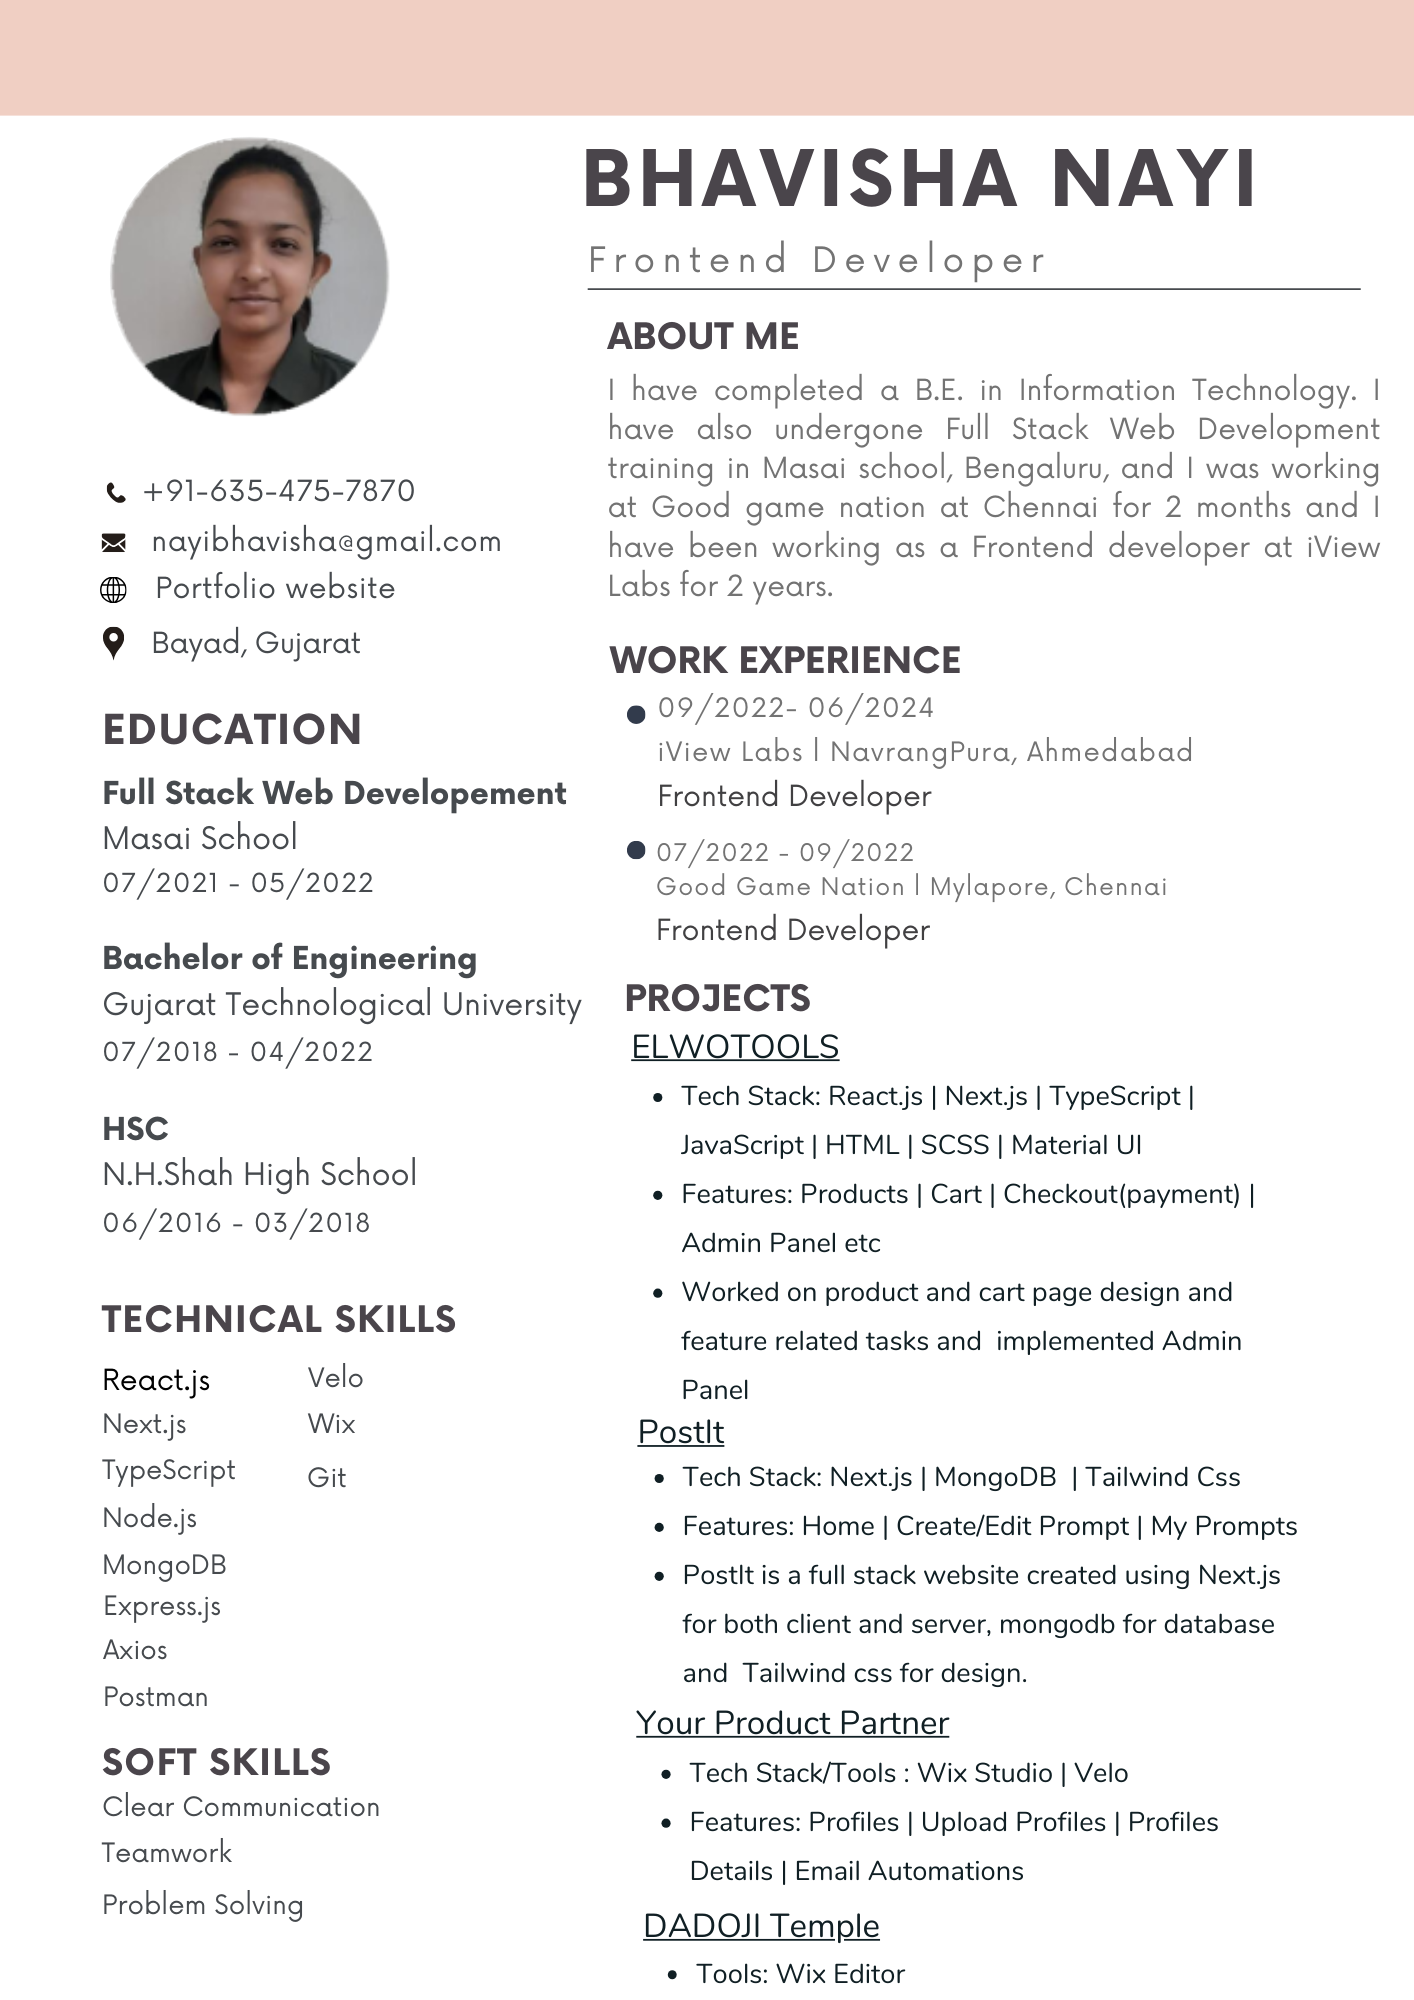 BHAVISHA NAYI
Frontend Developer
+91-635-475-7870
nayibhavisha@gmail.com
Portfolio website
Bayad, Gujarat
EDUCATION
Full Stack Web Developement
Masai School
07/2021 - 05/2022
Bachelor of Engineering
Gujarat Technological University
07/2018 - 04/2022
HSC
N.H.Shah High School
06/2016 - 03/2018
TECHNICAL SKILLS
React.js
Next.js
TypeScript
Node.js
MongoDB
Express.js
Axios
Postman
Velo
Wix
Git
SOFT SKILLS
Clear Communication
Teamwork
Problem Solving
ABOUT ME
I have completed a B.E. in Information Technology. I
have also undergone Full Stack Web Development
training in Masai school, Bengaluru, and I was working
at Good game nation at Chennai for 2 months and I
have been working as a Frontend developer at iView
Labs for 2 years.
WORK EXPERIENCE
09/2022- 06/2024
iView Labs l NavrangPura, Ahmedabad
Frontend Developer
07/2022 - 09/2022
Good Game Nation l Mylapore, Chennai
Frontend Developer
PROJECTS
ELWOTOOLS
• Tech Stack: React.js | Next.js | TypeScript |
JavaScript | HTML | SCSS | Material UI
• Features: Products | Cart | Checkout(payment) |
Admin Panel etc
• Worked on product and cart page design and
feature related tasks and  implemented Admin
Panel
PostIt
• Tech Stack: Next.js | MongoDB  | Tailwind Css
• Features: Home | Create/Edit Prompt | My Prompts
• PostIt is a full stack website created using Next.js
for both client and server, mongodb for database
and  Tailwind css for design.
Your Product Partner
• Tech Stack/Tools : Wix Studio | Velo
• Features: Profiles | Upload Profiles | Profiles
Details | Email Automations
DADOJI Temple
• Tools: Wix Editor